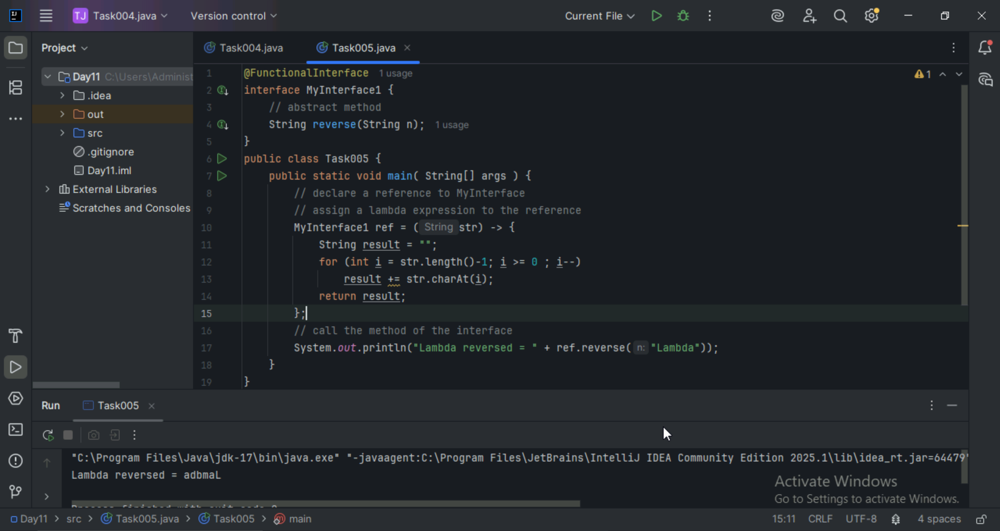 TJ Task004.java Version control Current File
Project Task004.java Task005.java
Day11 C:\Users\Administ
.idea
out
src
.gitignore
Day11.iml
External Libraries
Scratches and Consoles
1 @FunctionalInterface 1 usage
2 interface MyInterface1 {
3 // abstract method
4 String reverse(String n); 1 usage
5 }
6 public class Task005 {
7 public static void main( String[] args ) {
8 // declare a reference to MyInterface
9 // assign a lambda expression to the reference
10 MyInterface1 ref = ( String str) -> {
11 String result = "";
12 for (int i = str.length()-1; i >= 0 ; i--)
13 result += str.charAt(i);
14 return result;
15 };
16 // call the method of the interface
17 System.out.println("Lambda reversed = " + ref.reverse( n: "Lambda"));
18 }
19 }
1
Run Task005
"C:\Program Files\Java\jdk-17\bin\java.exe" "-javaagent:C:\Program Files\JetBrains\IntelliJ IDEA Community Edition 2025.1\lib\idea_rt.jar=64479"
Lambda reversed = adbmaL
Process finished with exit code 0
Activate Windows
Go to Settings to activate Windows.
Day11 > src > Task005.java > Task005 > main 15:11 CRLF UTF-8 4 spaces